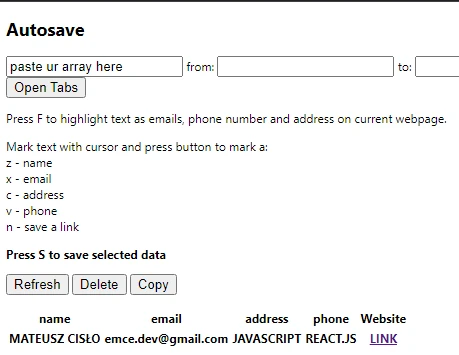 Autosave
paste ur array here from: to:
Open Tabs
Press F to highlight text as emails, phone number and address on current webpage.
Mark text with cursor and press button to mark a:
z - name
x - email
c - address
v - phone
n - save a link
Press S to save selected data
Refresh Delete Copy
name email address phone Website
MATEUSZ CISŁO emce.dev@gmail.com JAVASCRIPT REACT.JS LINK